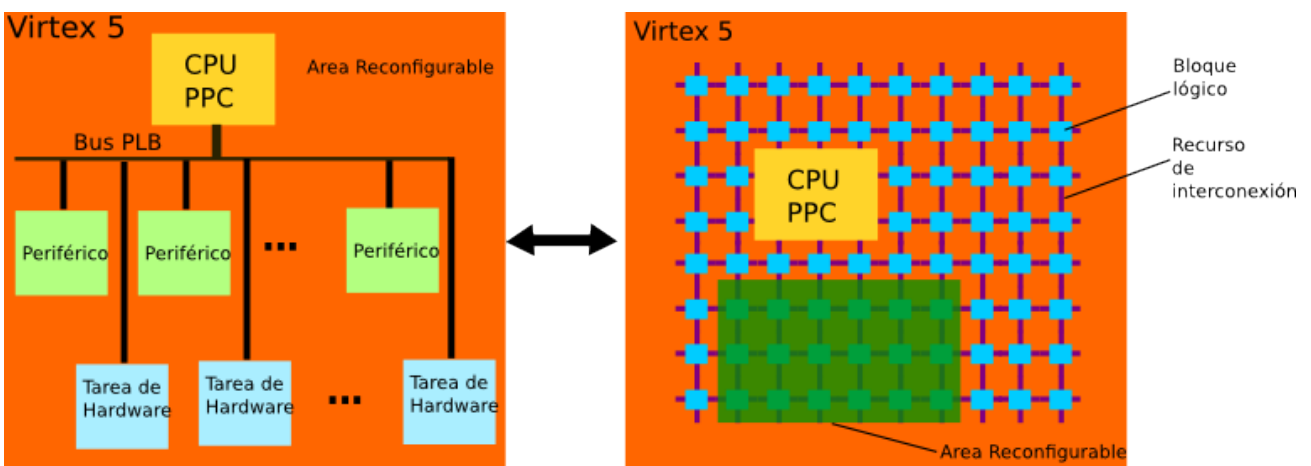 Virtex 5
CPU
PPC
Area Reconfigurable
Bus PLB
Periférico
Periférico
...
Periférico
Tarea de
Hardware
Tarea de
Hardware
...
Tarea de
Hardware
Virtex 5
CPU
PPC
Bloque
lógico
Recurso
de
interconexión
Area Reconfigurable